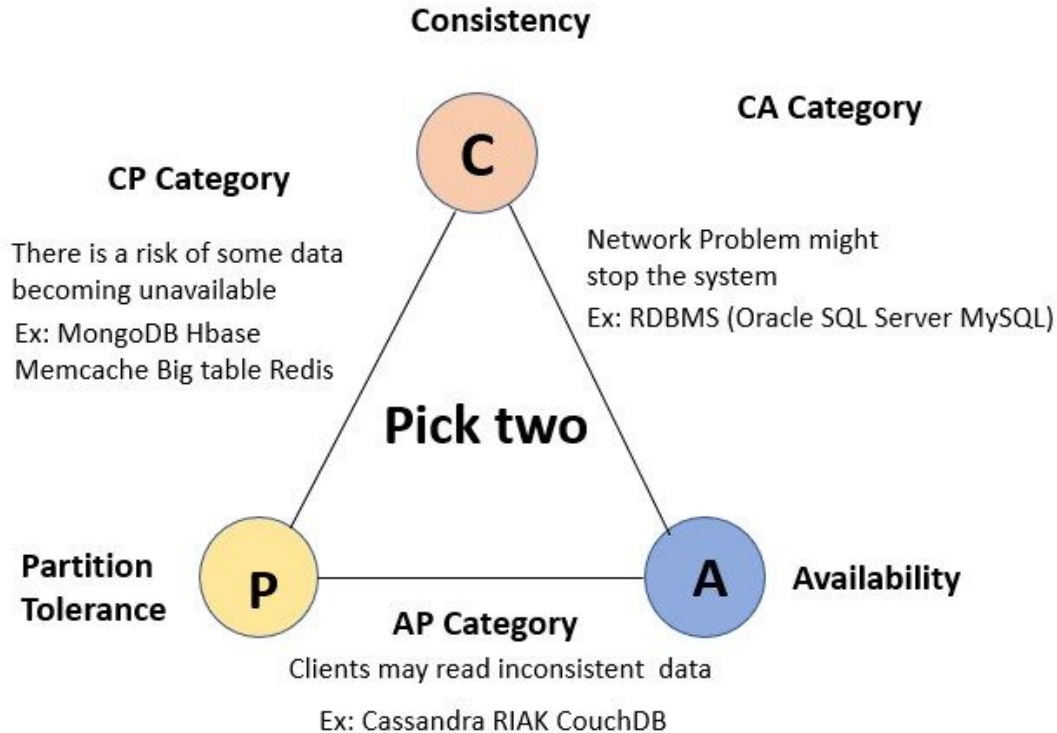 Consistency
C
CA Category
CP Category
There is a risk of some data
becoming unavailable
Ex: MongoDB Hbase
Memcache Big table Redis
Network Problem might
stop the system
Ex: RDBMS (Oracle SQL Server MySQL)
Pick two
Partition
Tolerance
P
A
Availability
AP Category
Clients may read inconsistent data
Ex: Cassandra RIAK CouchDB